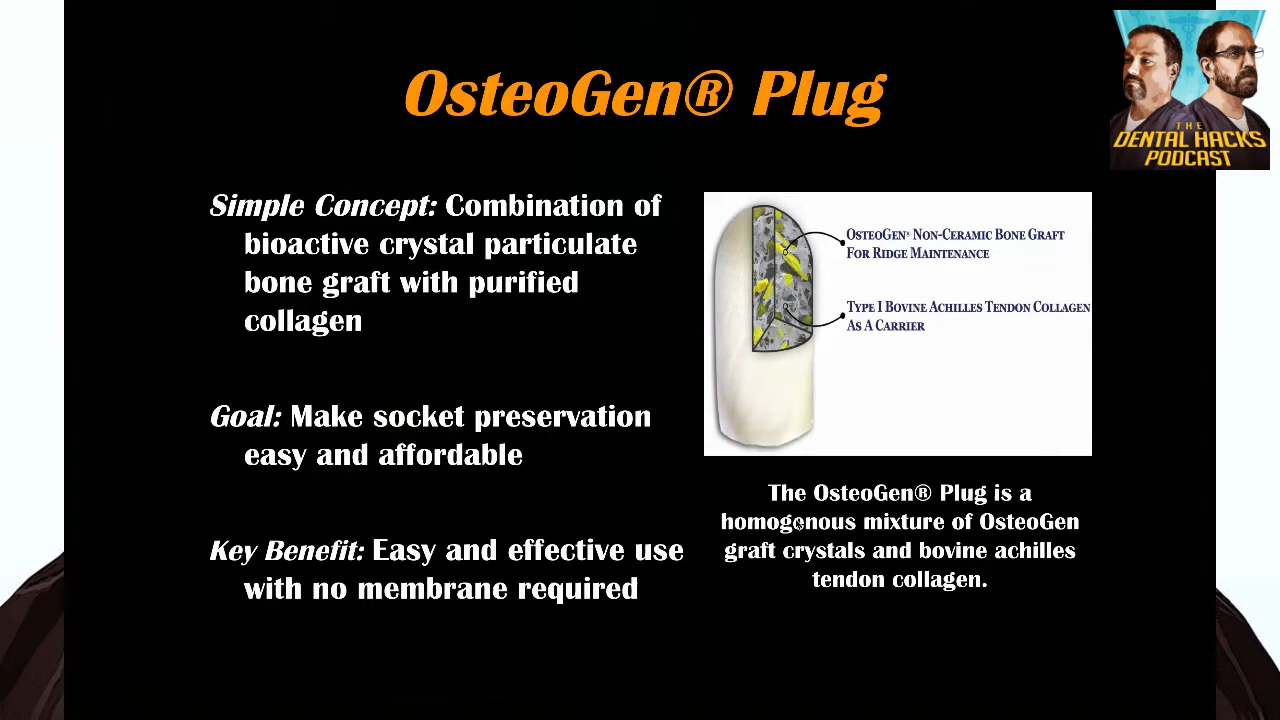 OsteoGen® Plug
THE
DENTAL HACKS
PODCAST
Simple Concept: Combination of
bioactive crystal particulate
bone graft with purified
collagen
Goal: Make socket preservation
easy and affordable
Key Benefit: Easy and effective use
with no membrane required
OSTEOGEN® NON-CERAMIC BONE GRAFT
FOR RIDGE MAINTENANCE
TYPE I BOVINE ACHILLES TENDON COLLAGEN
AS A CARRIER
The OsteoGen® Plug is a
homogenous mixture of OsteoGen
graft crystals and bovine achilles
tendon collagen.